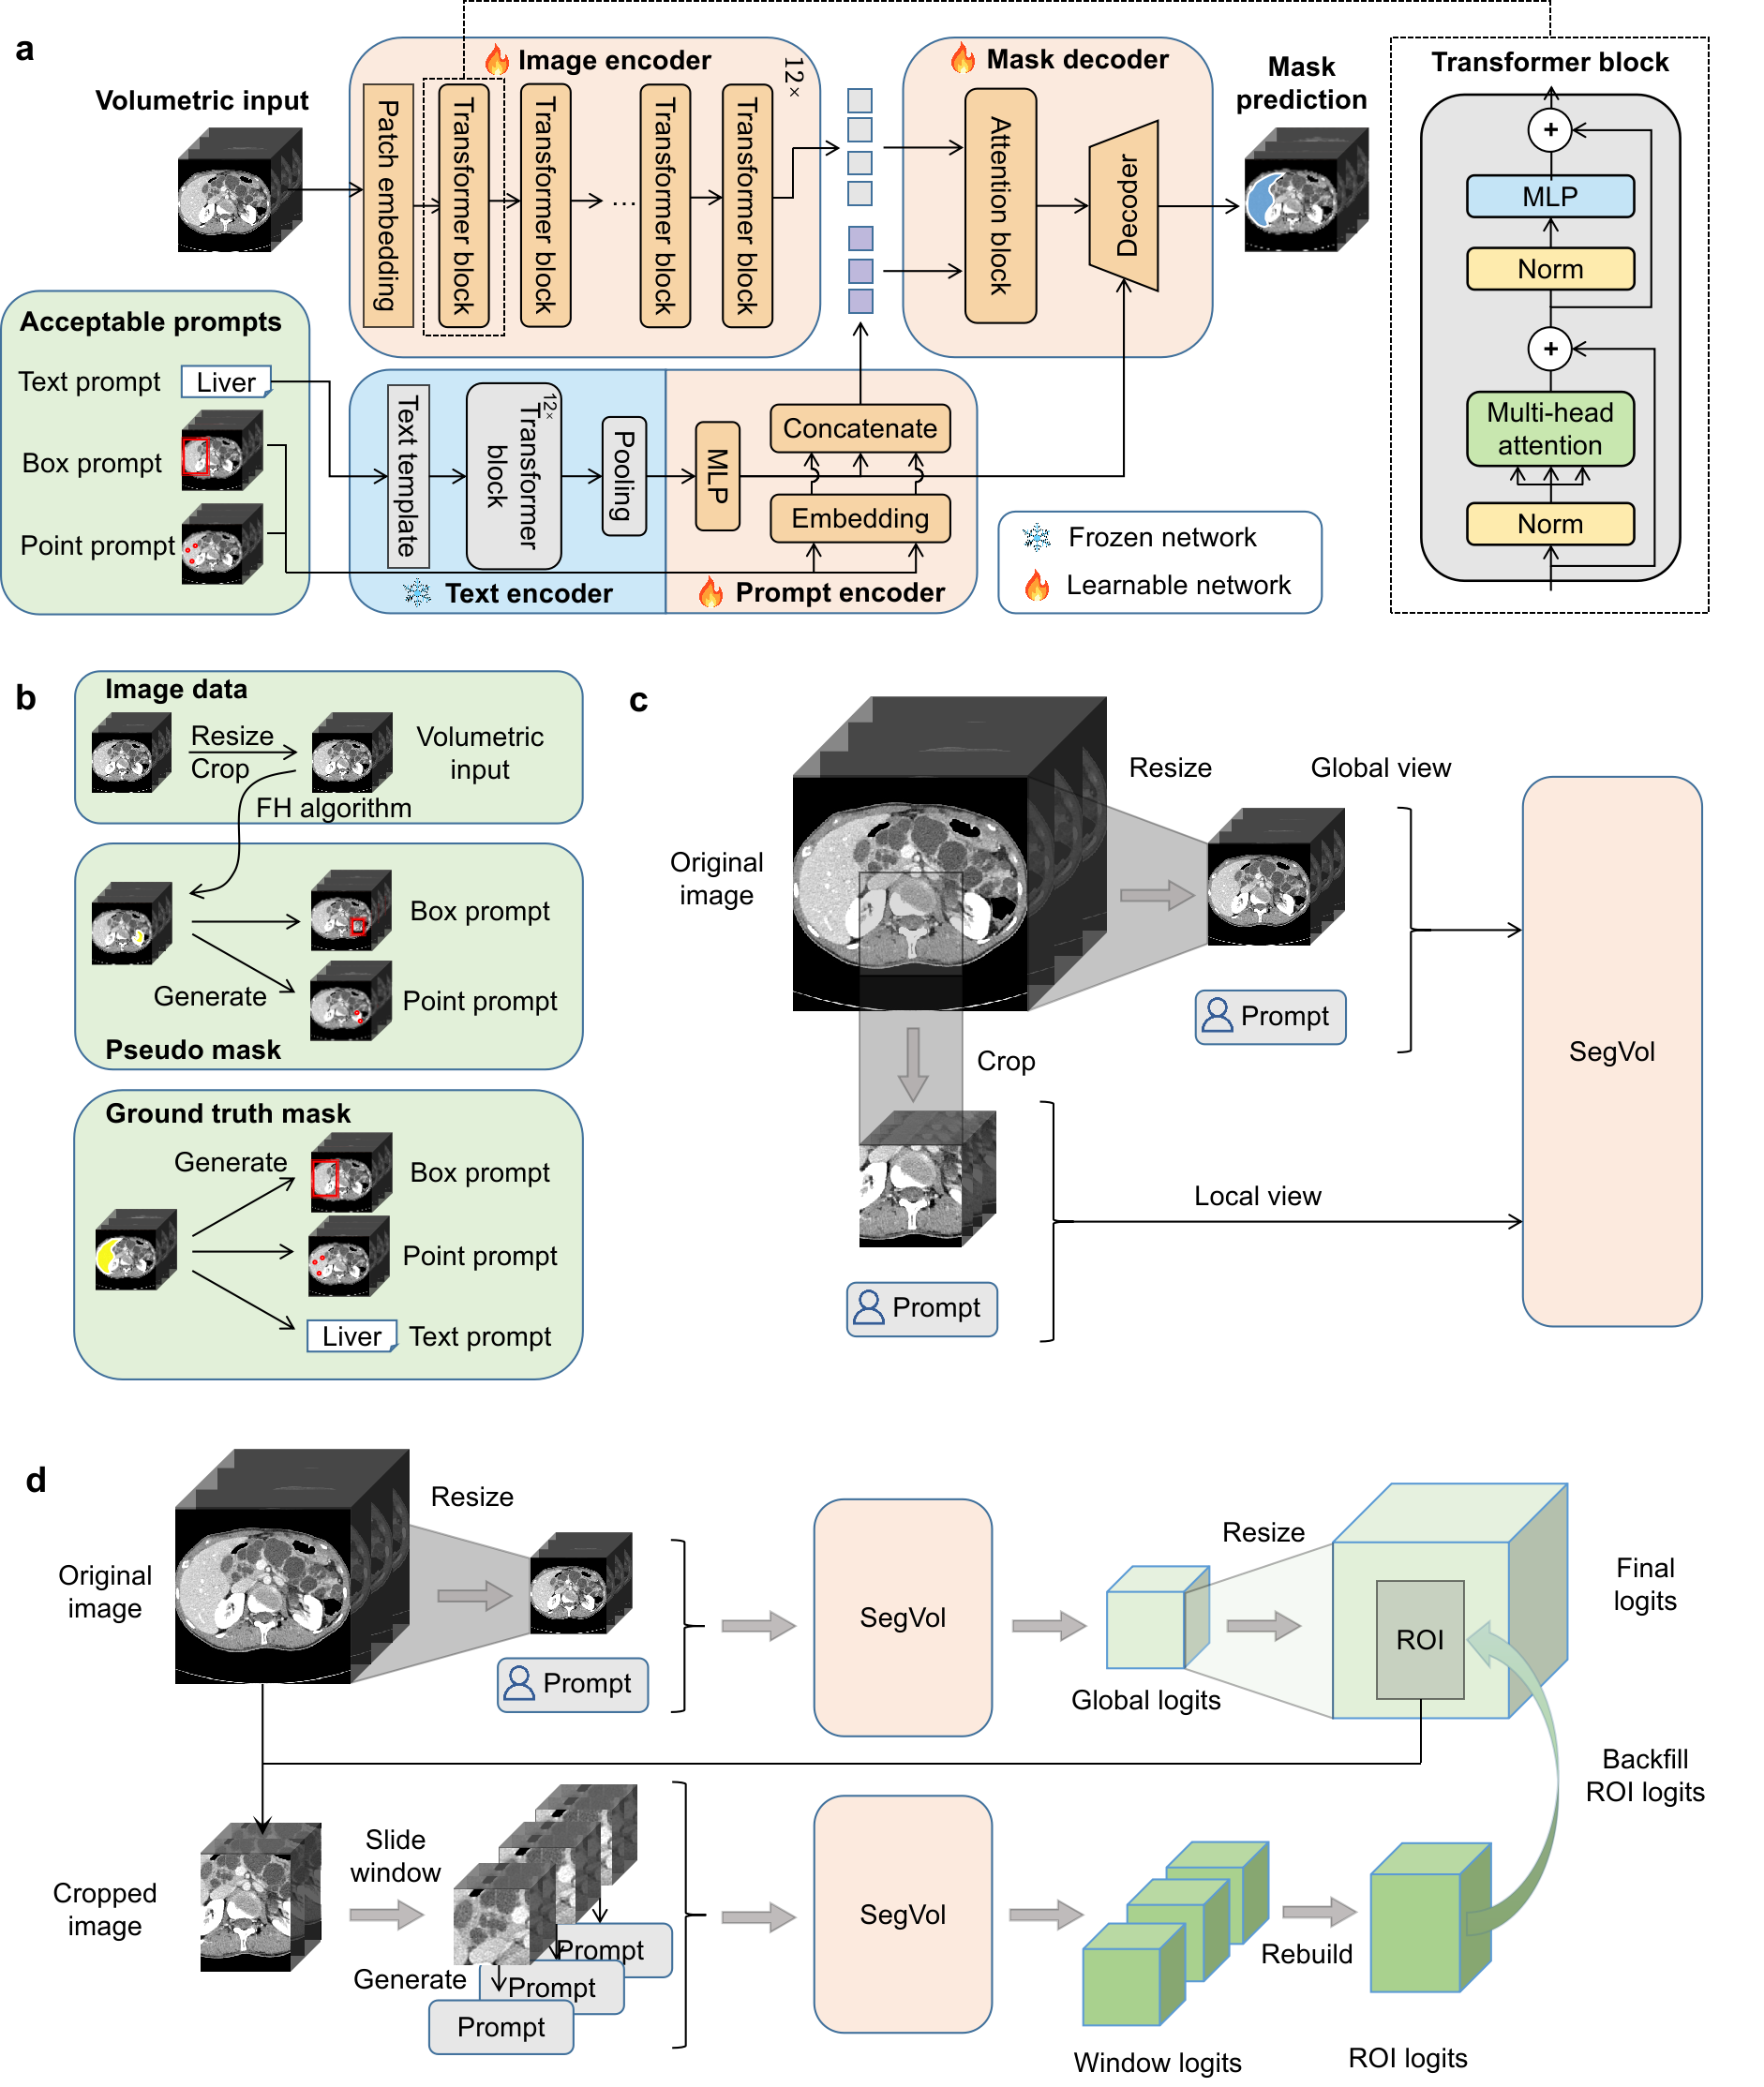 a
Volumetric input
Image encoder
12×
Patch embedding
Transformer block
Transformer block
...
Transformer block
Transformer block
Mask decoder
Attention block
Decoder
Mask
prediction
Transformer block
+
MLP
Norm
+
Multi-head
attention
Norm
Acceptable prompts
Text prompt
Liver
Box prompt
Point prompt
Text template
12×
Transformer
block
Pooling
Text encoder
MLP
Concatenate
Embedding
Prompt encoder
Frozen network
Learnable network
b
Image data
Resize
Crop
Volumetric
input
FH algorithm
Box prompt
Generate
Point prompt
Pseudo mask
Ground truth mask
Generate
Box prompt
Point prompt
Liver
Text prompt
c
Original
image
Resize
Global view
Prompt
Crop
Local view
Prompt
SegVol
d
Original
image
Resize
Prompt
SegVol
Global logits
Resize
ROI
Final
logits
Backfill
ROI logits
Cropped
image
Slide
window
Generate
Prompt
Prompt
Prompt
SegVol
Window logits
Rebuild
ROI logits